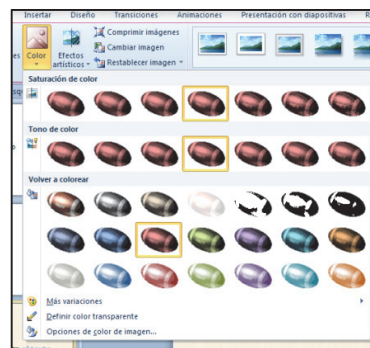 Insertar Diseño Transiciones Animaciones Presentación con diapositivas
Color
Efectos artísticos
Comprimir imágenes
Cambiar imagen
Restablecer imagen
Saturación de color
Tono de color
Volver a colorear
Más variaciones
Definir color transparente
Opciones de color de imagen...